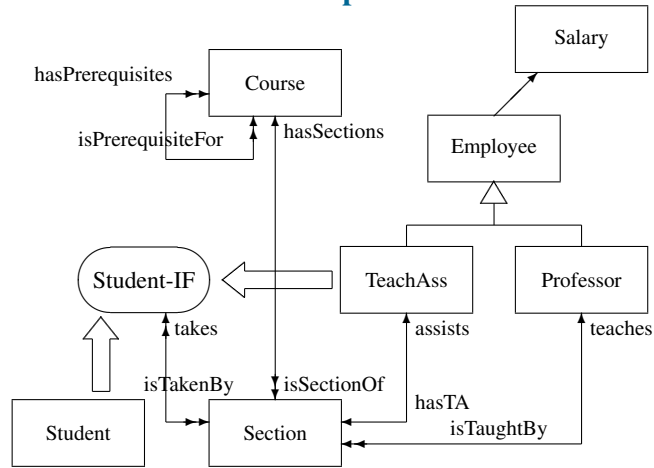 Salary
hasPrerequisites
Course
isPrerequisiteFor
hasSections
Employee
Student-IF
TeachAss
Professor
takes
assists
teaches
isTakenBy
isSectionOf
hasTA
isTaughtBy
Student
Section